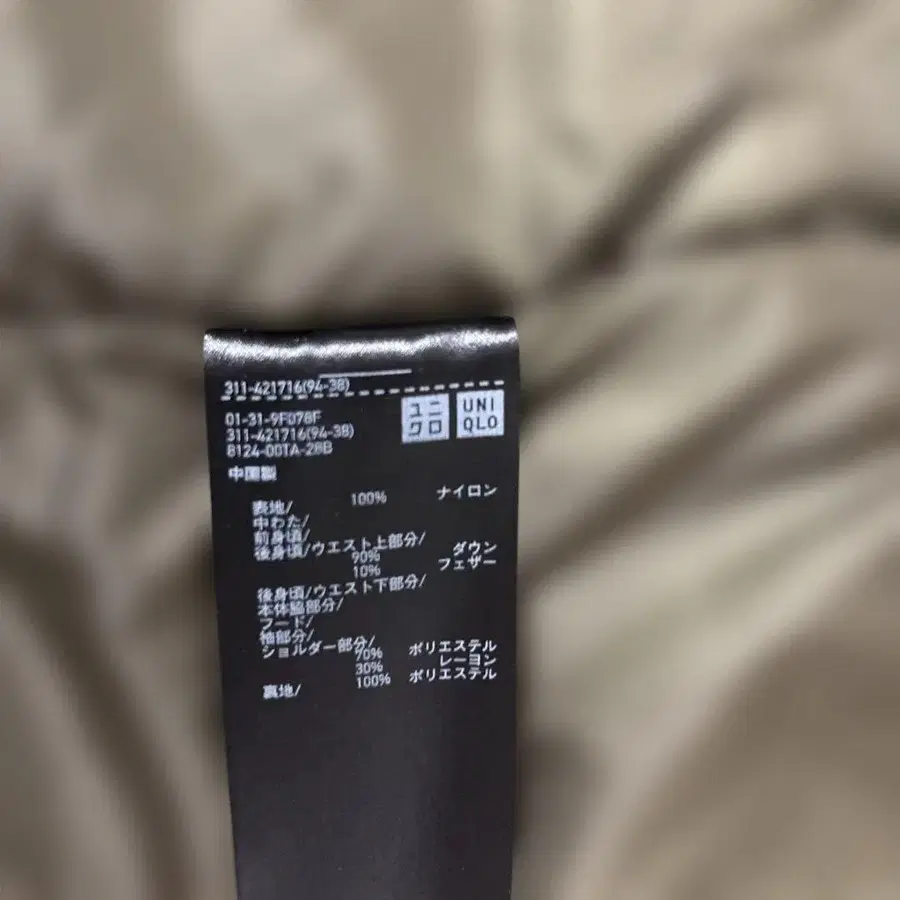 311-421716(94-38)
ユニ
クロ
UNI
QLO
01-31-9F078F
311-421716(94-38)
8124-00TA-28B
中国製
表地/ 100% ナイロン
中わた/
前身頃/
後身頃/ウエスト上部分/
90% ダウン
10% フェザー
後身頃/ウエスト下部分/
本体脇部分/
フード/
袖部分/
ショルダー部分/
70% ポリエステル
30% レーヨン
裏地/ 100% ポリエステル